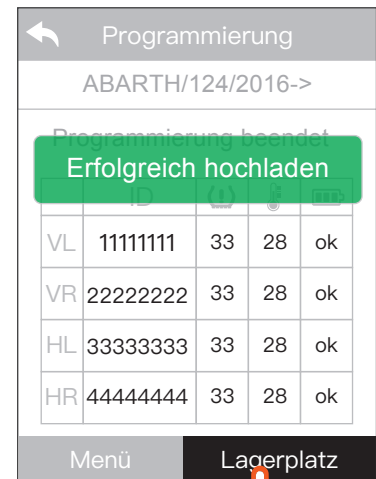 Programmierung
ABARTH/124/2016->
Programmierung beendet
Erfolgreich hochladen
ID
VL 11111111 33 28 ok
VR 22222222 33 28 ok
HL 33333333 33 28 ok
HR 44444444 33 28 ok
Menü Lagerplatz